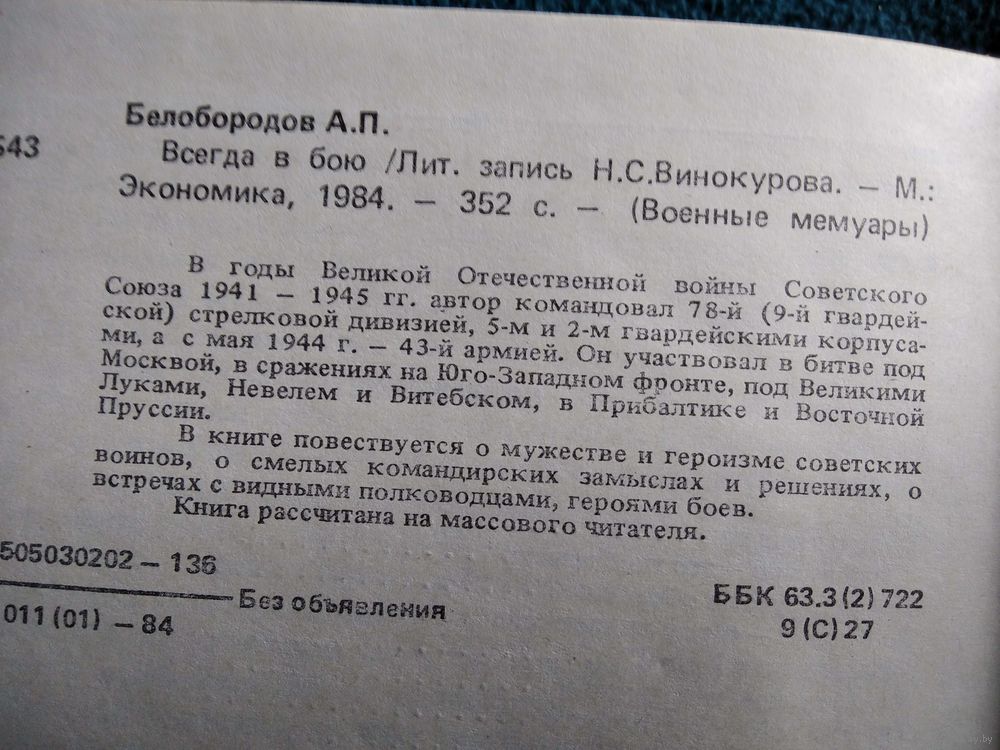 Белобородов А.П.
Б43
Всегда в бою /Лит. запись Н.С.Винокурова. – М.:
Экономика, 1984. – 352 с. – (Военные мемуары)
В годы Великой Отечественной войны Советского
Союза 1941 – 1945 гг. автор командовал 78-й (9-й гвардей-
ской) стрелковой дивизией, 5-м и 2-м гвардейскими корпуса-
ми, а с мая 1944 г. – 43-й армией. Он участвовал в битве под
Москвой, в сражениях на Юго-Западном фронте, под Великими
Луками, Невелем и Витебском, в Прибалтике и Восточной
Пруссии.
В книге повествуется о мужестве и героизме советских
воинов, о смелых командирских замыслах и решениях, о
встречах с видными полководцами, героями боев.
Книга рассчитана на массового читателя.
505030202 – 136
Без объявления
011 (01) – 84
ББК 63.3 (2) 722
9 (С) 27